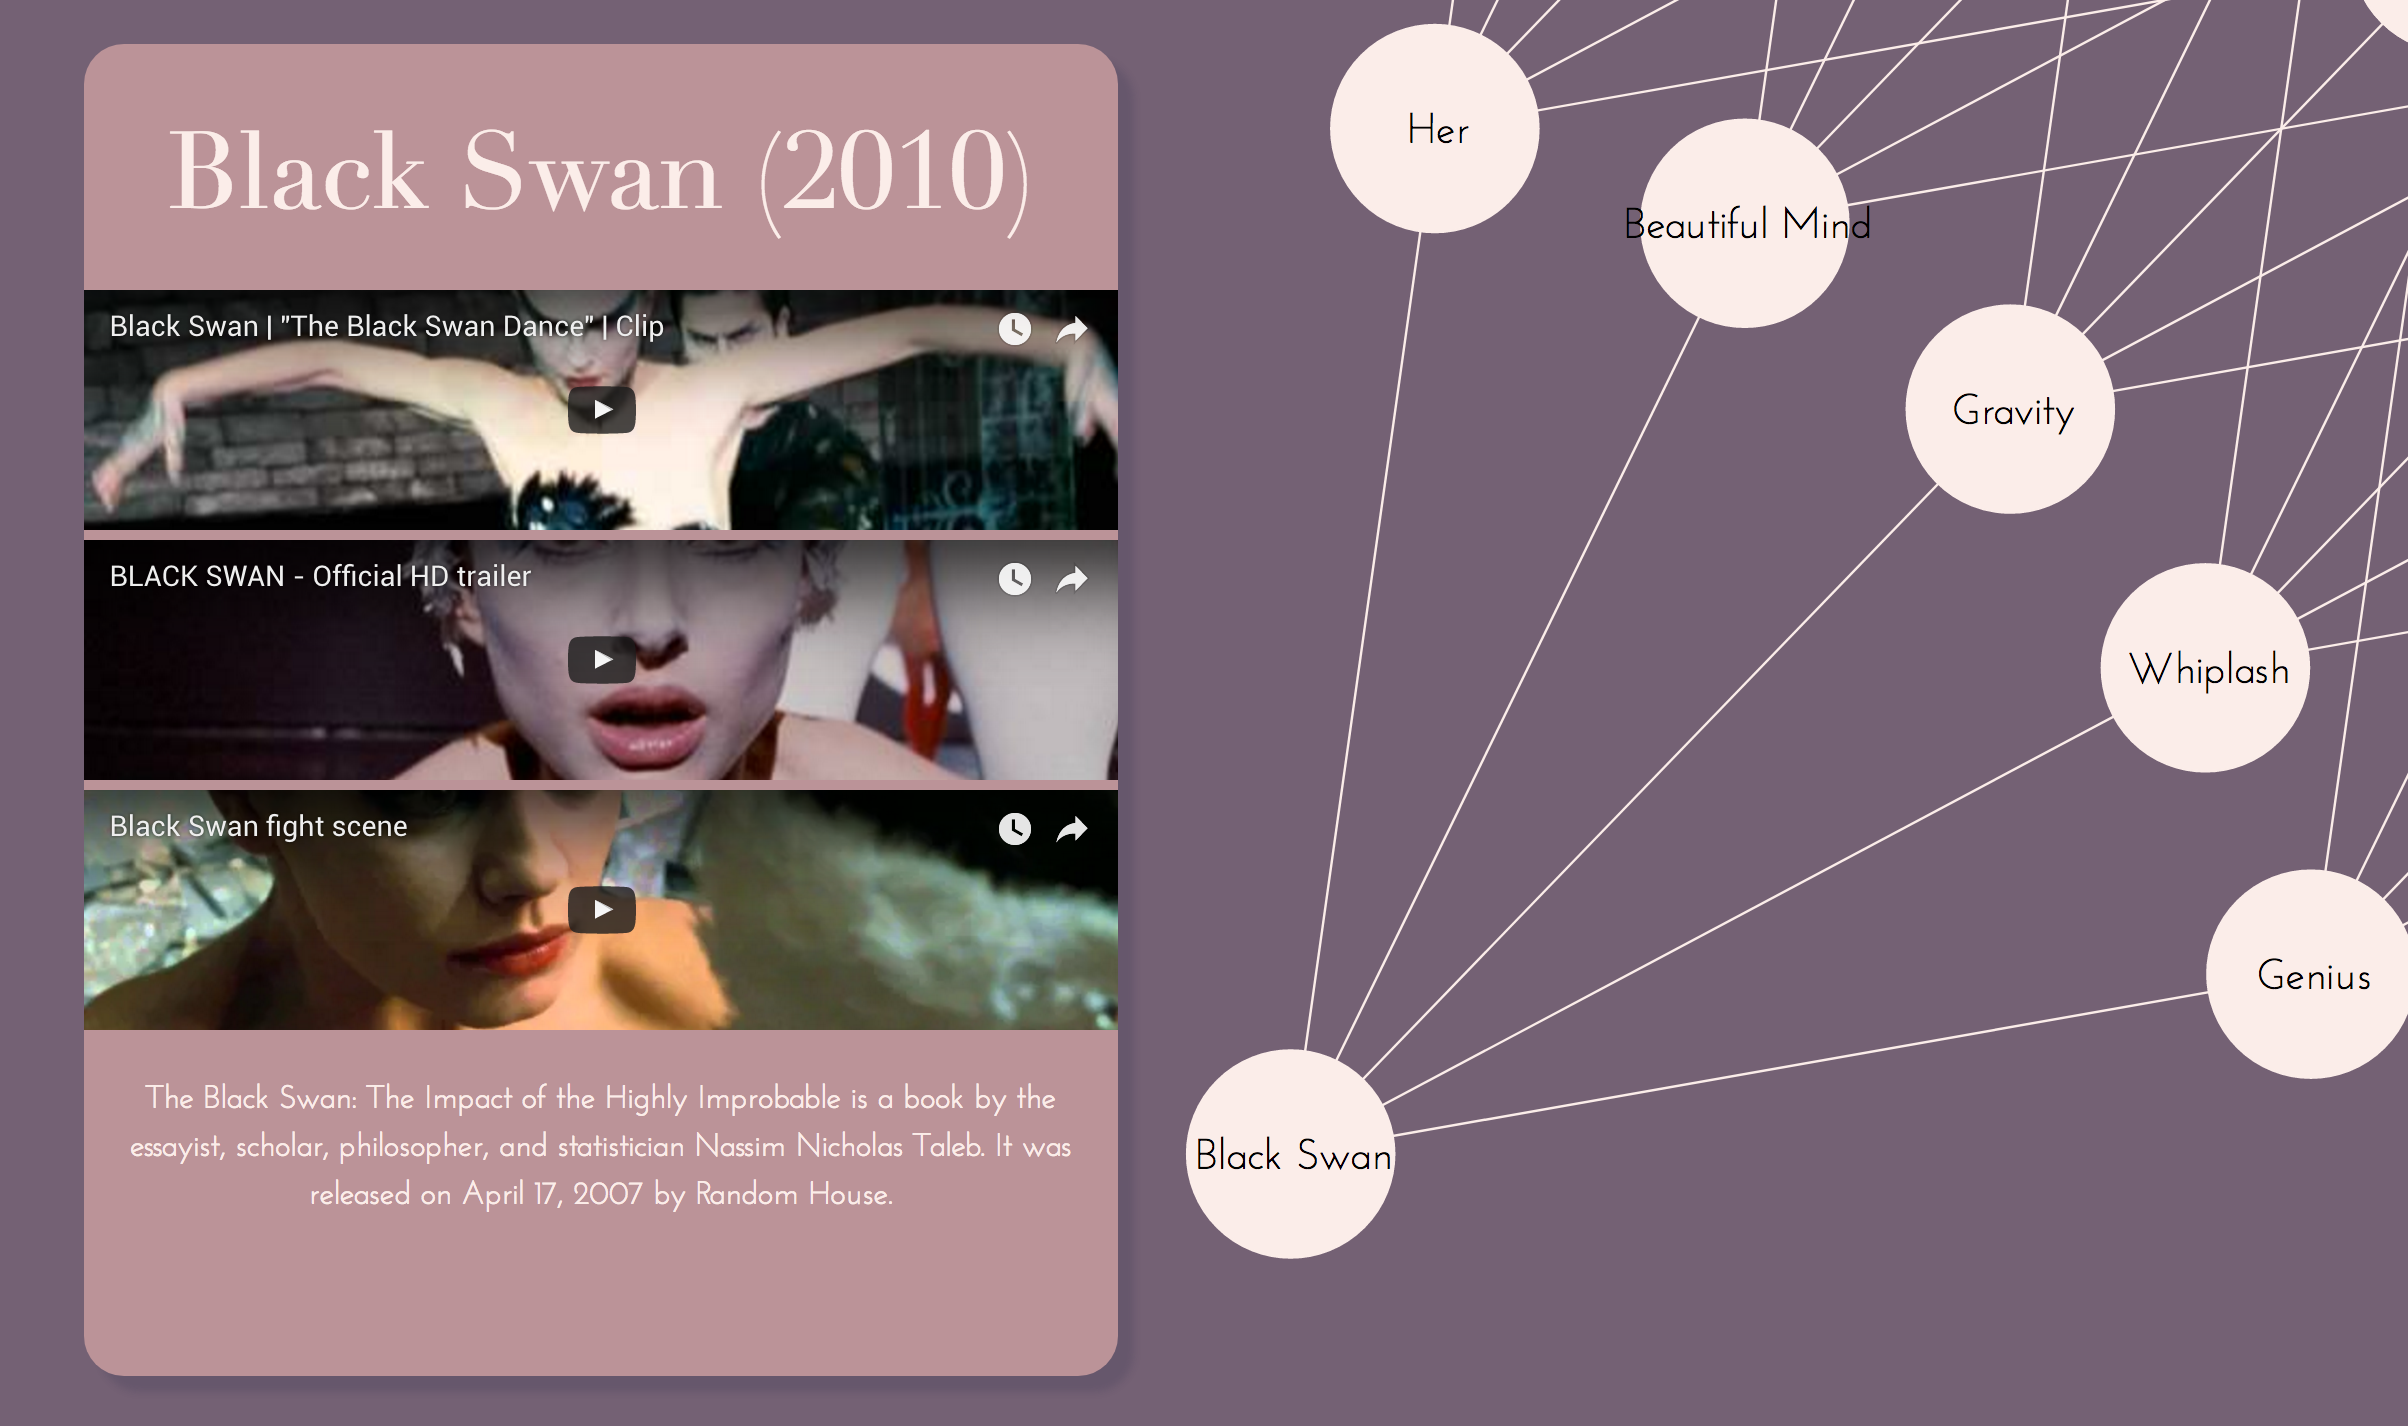 Black Swan (2010)
Black Swan | "The Black Swan Dance" | Clip
BLACK SWAN - Official HD trailer
Black Swan fight scene
The Black Swan: The Impact of the Highly Improbable is a book by the
essayist, scholar, philosopher, and statistician Nassim Nicholas Taleb. It was
released on April 17, 2007 by Random House.
Her
Beautiful Mind
Gravity
Whiplash
Genius
Black Swan